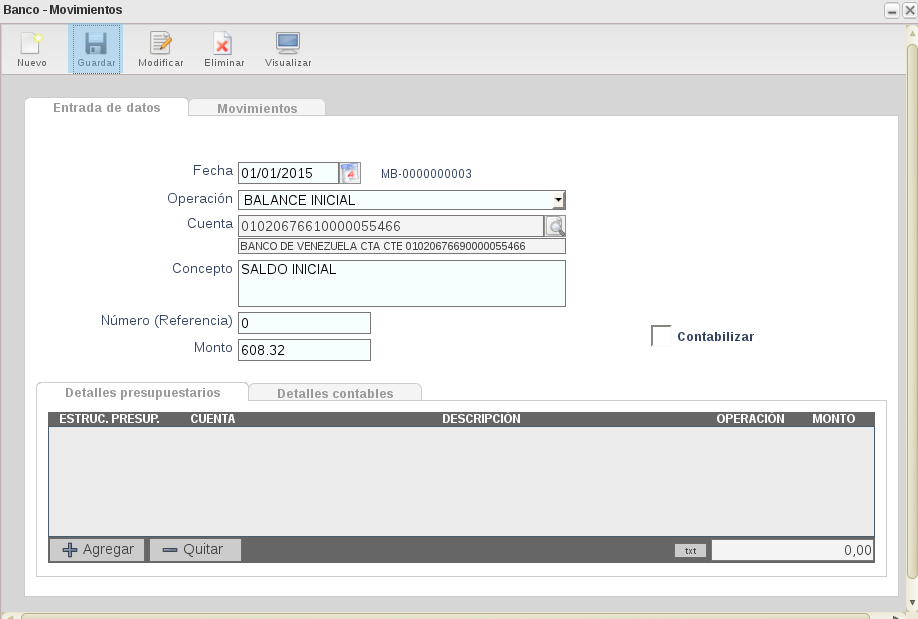 Banco - Movimientos
Nuevo Guardar Modificar Eliminar Visualizar
Entrada de datos Movimientos
Fecha 01/01/2015 MB-0000000003
Operación BALANCE INICIAL
Cuenta 01020676610000055466
BANCO DE VENEZUELA CTA CTE 01020676690000055466
Concepto SALDO INICIAL
Número (Referencia) 0
Contabilizar
Monto 608.32
Detalles presupuestarios Detalles contables
ESTRUC. PRESUP. CUENTA DESCRIPCIÓN OPERACIÓN MONTO
Agregar Quitar txt 0,00